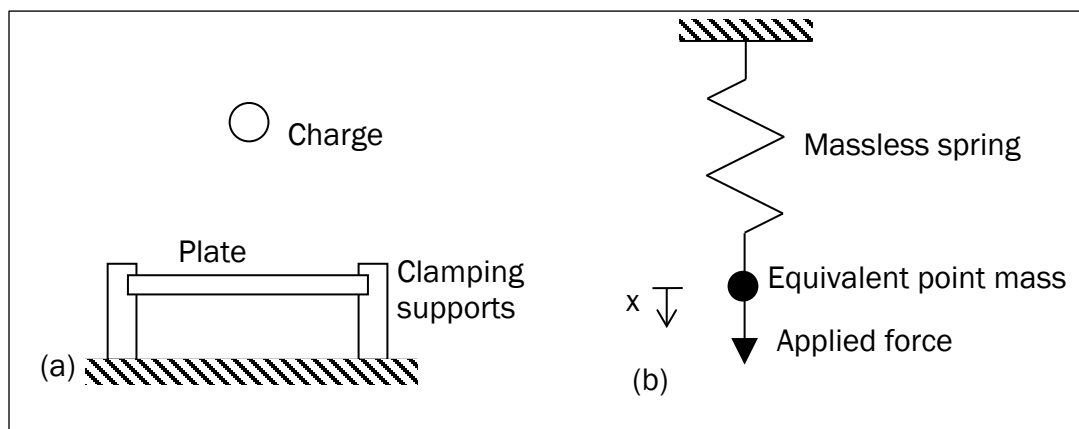 Charge
Plate
Clamping
supports
(a)
Massless spring
Equivalent point mass
x
Applied force
(b)